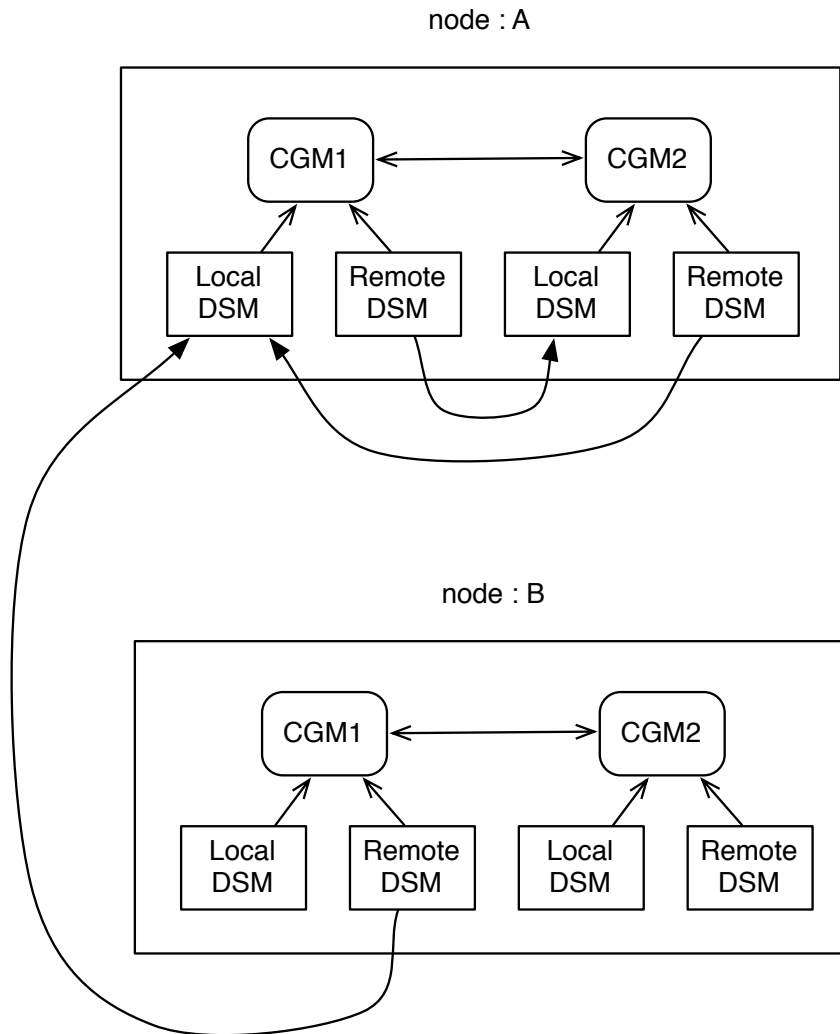 node : A
CGM1
CGM2
Local
DSM
Remote
DSM
Local
DSM
Remote
DSM
node : B
CGM1
CGM2
Local
DSM
Remote
DSM
Local
DSM
Remote
DSM